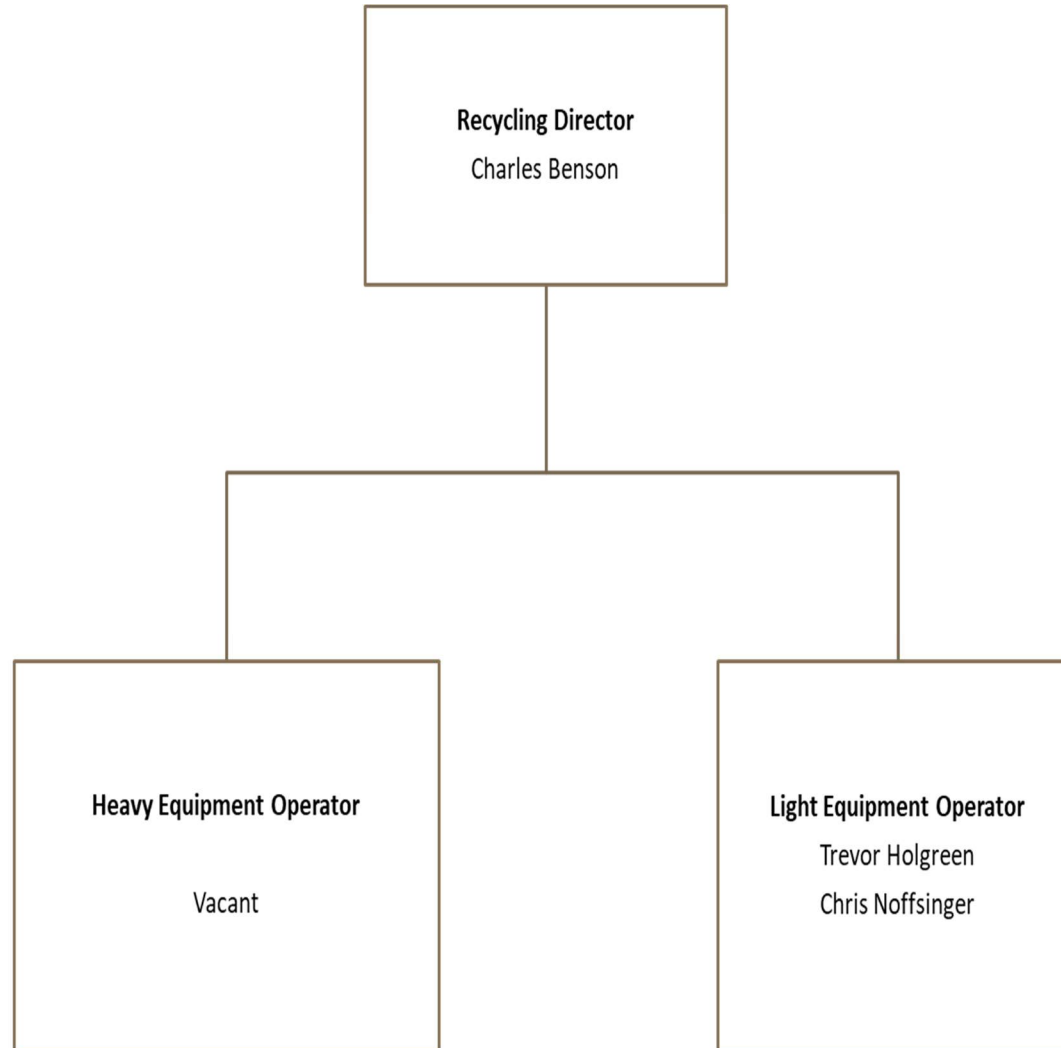 Recycling Director
Charles Benson
Heavy Equipment Operator
Vacant
Light Equipment Operator
Trevor Holgreen
Chris Noffsinger